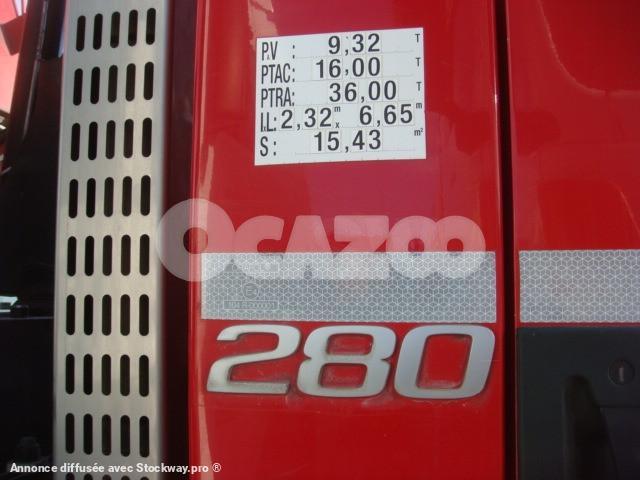 P.V : 9,32 T
PTAC: 16,00 T
PTRA: 36,00 T
l.L: 2,32 m x 6,65 m
S : 15,43 m²
OCAZOO
280
Annonce diffusée avec Stockway.pro ®